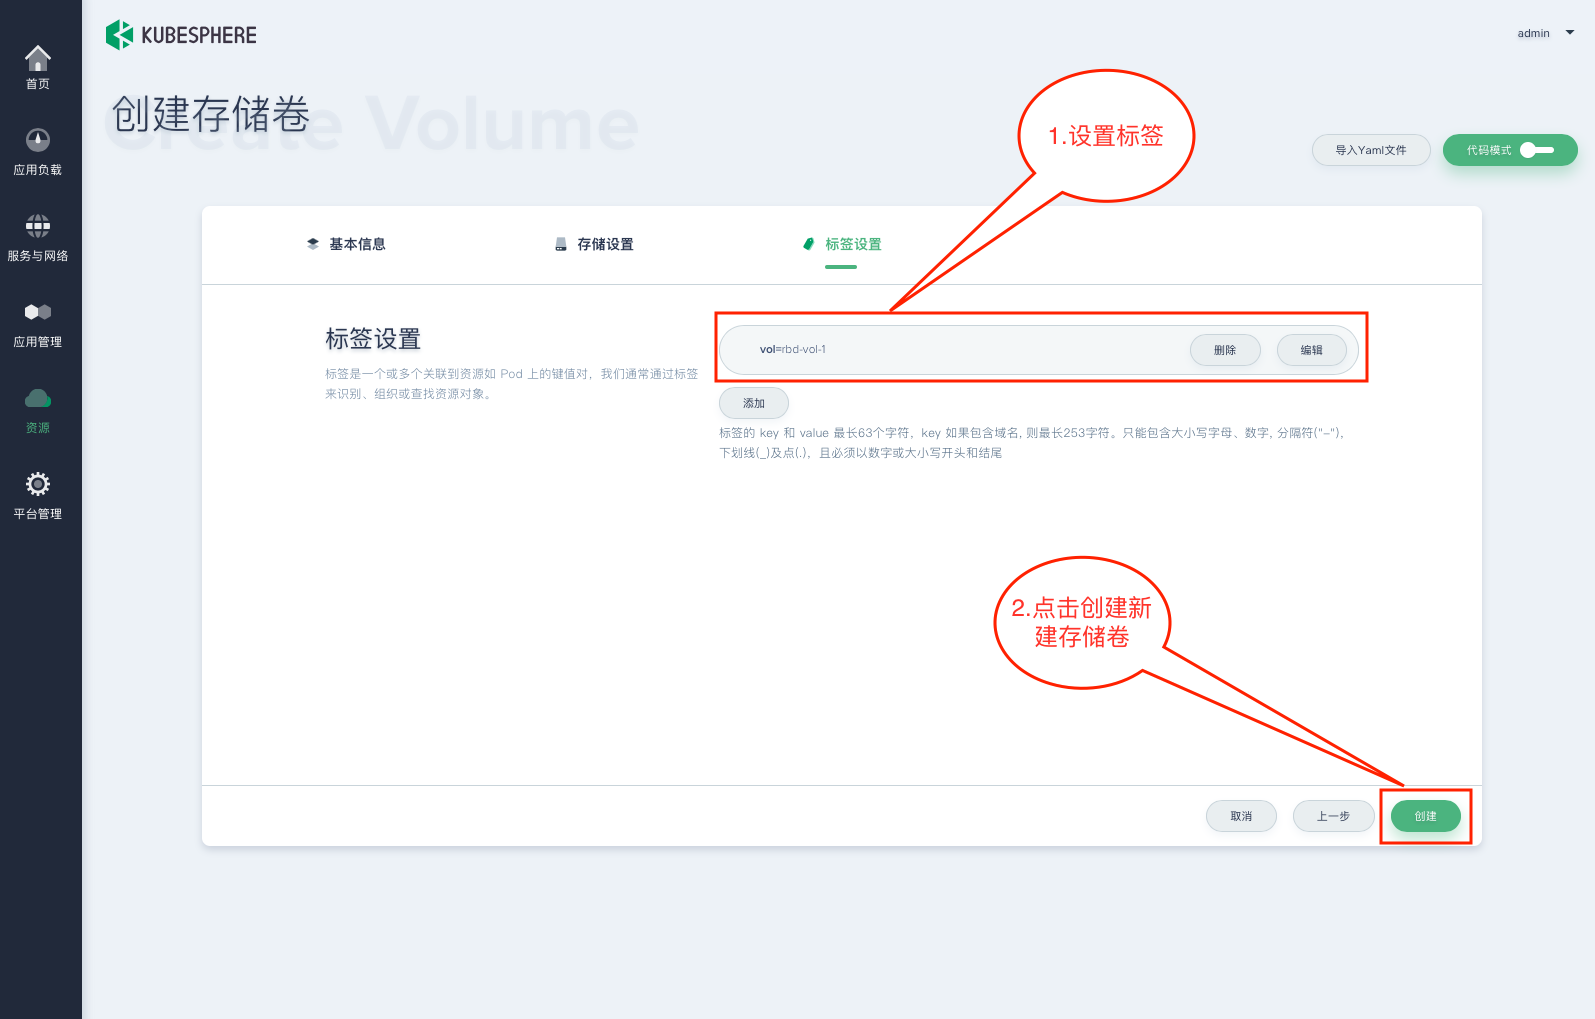 KUBESPHERE
admin
首页
应用负载
服务与网络
应用管理
资源
平台管理
Create Volume
创建存储卷
导入Yaml文件
代码模式
1.设置标签
基本信息
存储设置
标签设置
标签设置
标签是一个或多个关联到资源如 Pod 上的键值对，我们通常通过标签
来识别、组织或查找资源对象。
vol=rbd-vol-1
删除
编辑
添加
标签的 key 和 value 最长63个字符，key 如果包含域名, 则最长253字符。只能包含大小写字母、数字, 分隔符("-"),
下划线(_)及点(.)，且必须以数字或大小写开头和结尾
2.点击创建新
建存储卷
取消
上一步
创建